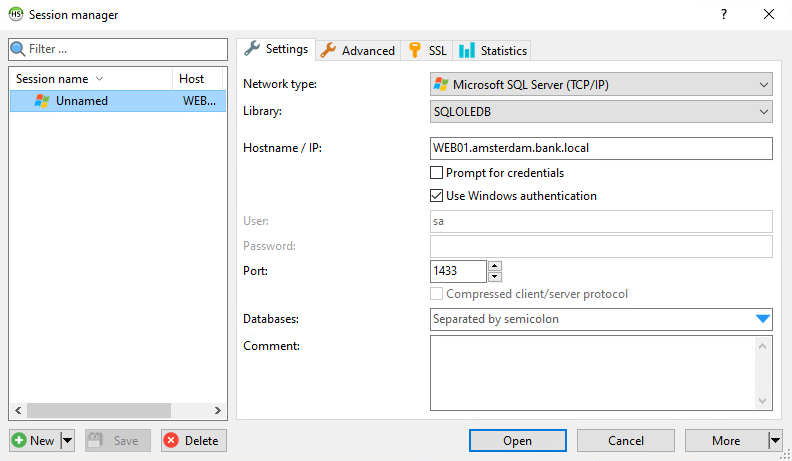 HS Session manager ? ×
Filter ...
Session name Host
Unnamed WEB...
New Save Delete
Settings Advanced SSL Statistics
Network type: Microsoft SQL Server (TCP/IP)
Library: SQLOLEDB
Hostname / IP: WEB01.amsterdam.bank.local
Prompt for credentials
Use Windows authentication
User: sa
Password:
Port: 1433
Compressed client/server protocol
Databases: Separated by semicolon
Comment:
Open Cancel More